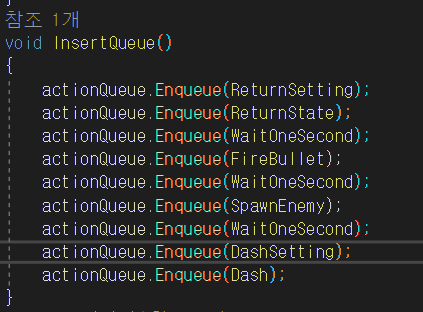 참조 1개
void InsertQueue()
{
actionQueue.Enqueue(ReturnSetting);
actionQueue.Enqueue(ReturnState);
actionQueue.Enqueue(WaitOneSecond);
actionQueue.Enqueue(FireBullet);
actionQueue.Enqueue(WaitOneSecond);
actionQueue.Enqueue(SpawnEnemy);
actionQueue.Enqueue(WaitOneSecond);
actionQueue.Enqueue(DashSetting);
actionQueue.Enqueue(Dash);
}